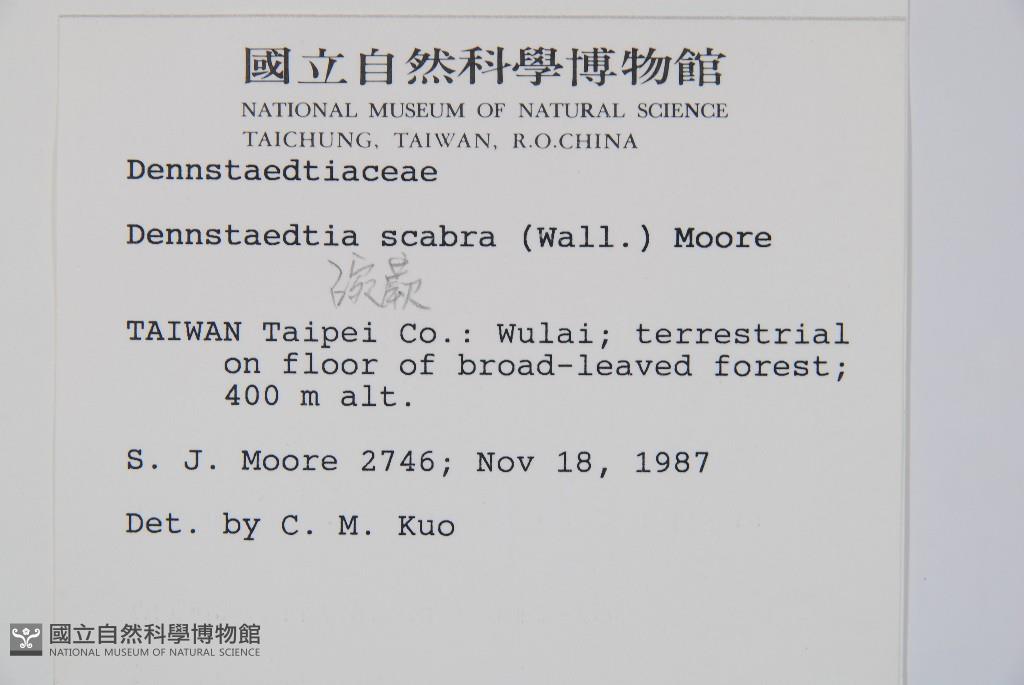 國立自然科學博物館
NATIONAL MUSEUM OF NATURAL SCIENCE
TAICHUNG, TAIWAN, R.O.CHINA
Dennstaedtiaceae
Dennstaedtia scabra (Wall.) Moore
碗蕨
TAIWAN Taipei Co.: Wulai; terrestrial
on floor of broad-leaved forest;
400 m alt.
S. J. Moore 2746; Nov 18, 1987
Det. by C. M. Kuo
國立自然科學博物館
NATIONAL MUSEUM OF NATURAL SCIENCE